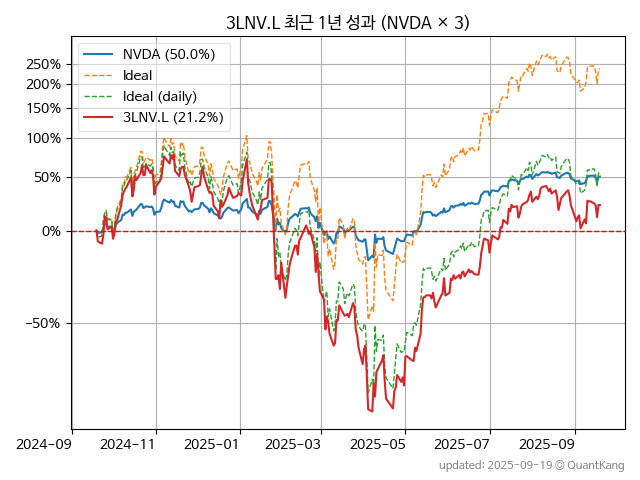 3LNV.L 최근 1년 성과 (NVDA × 3)
NVDA (50.0%)
Ideal
Ideal (daily)
3LNV.L (21.2%)
250%
200%
150%
100%
50%
0%
−50%
2024-09
2024-11
2025-01
2025-03
2025-05
2025-07
2025-09
updated: 2025-09-19 © QuantKang